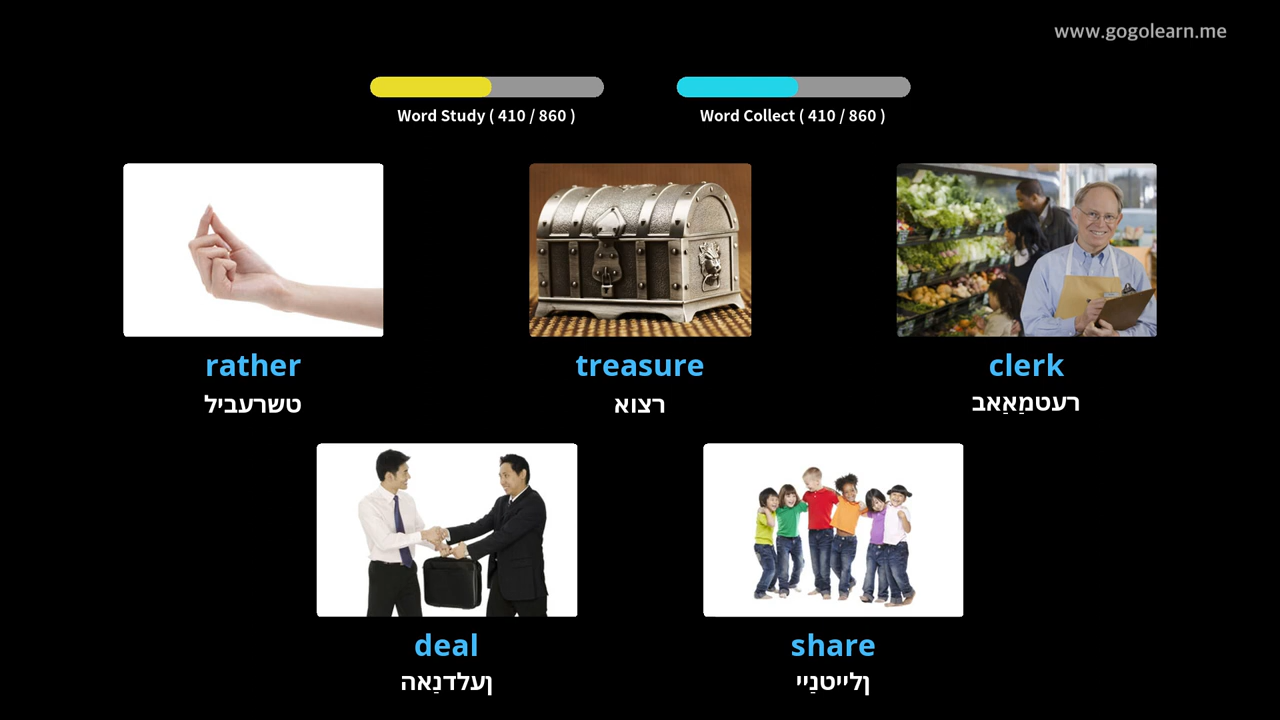 www.gogolearn.me
Word Study ( 410 / 860 )
Word Collect ( 410 / 860 )
rather
טשרעביל
treasure
רצוא
clerk
רעטמַאַאב
deal
ןעלדנַאה
share
ןלייטנַיי